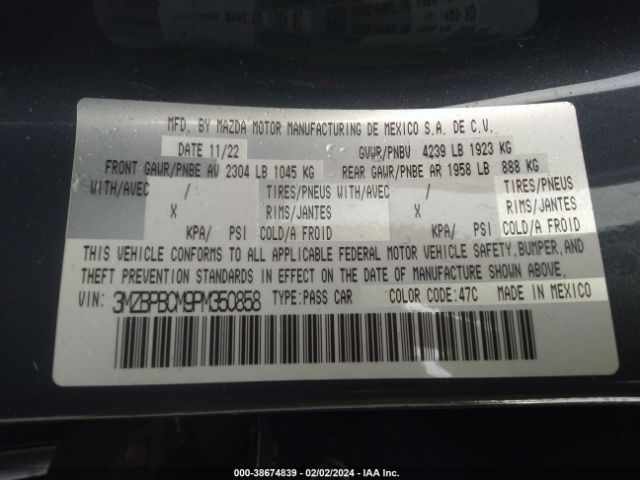 MFD. BY MAZDA MOTOR MANUFACTURING DE MEXICO S.A. DE C.V.
DATE 11/22 GVWR/PNBV 4239 LB 1923 KG
FRONT GAWR/PNBE AV 2304 LB 1045 KG REAR GAWR/PNBE AR 1958 LB 888 KG
WITH/AVEC / TIRES/PNEUS WITH/AVEC / TIRES/PNEUS
X RIMS/JANTES X RIMS/JANTES
KPA/ PSI COLD/A FROID KPA/ PSI COLD/A FROID
THIS VEHICLE CONFORMS TO ALL APPLICABLE FEDERAL MOTOR VEHICLE SAFETY, BUMPER, AND
THEFT PREVENTION STANDARDS IN EFFECT ON THE DATE OF MANUFACTURE SHOWN ABOVE.
VIN: 3MZBPBCM9PM350858 TYPE:PASS CAR COLOR CODE:47C MADE IN MEXICO
000-38674839 - 02/02/2024 - IAA Inc.